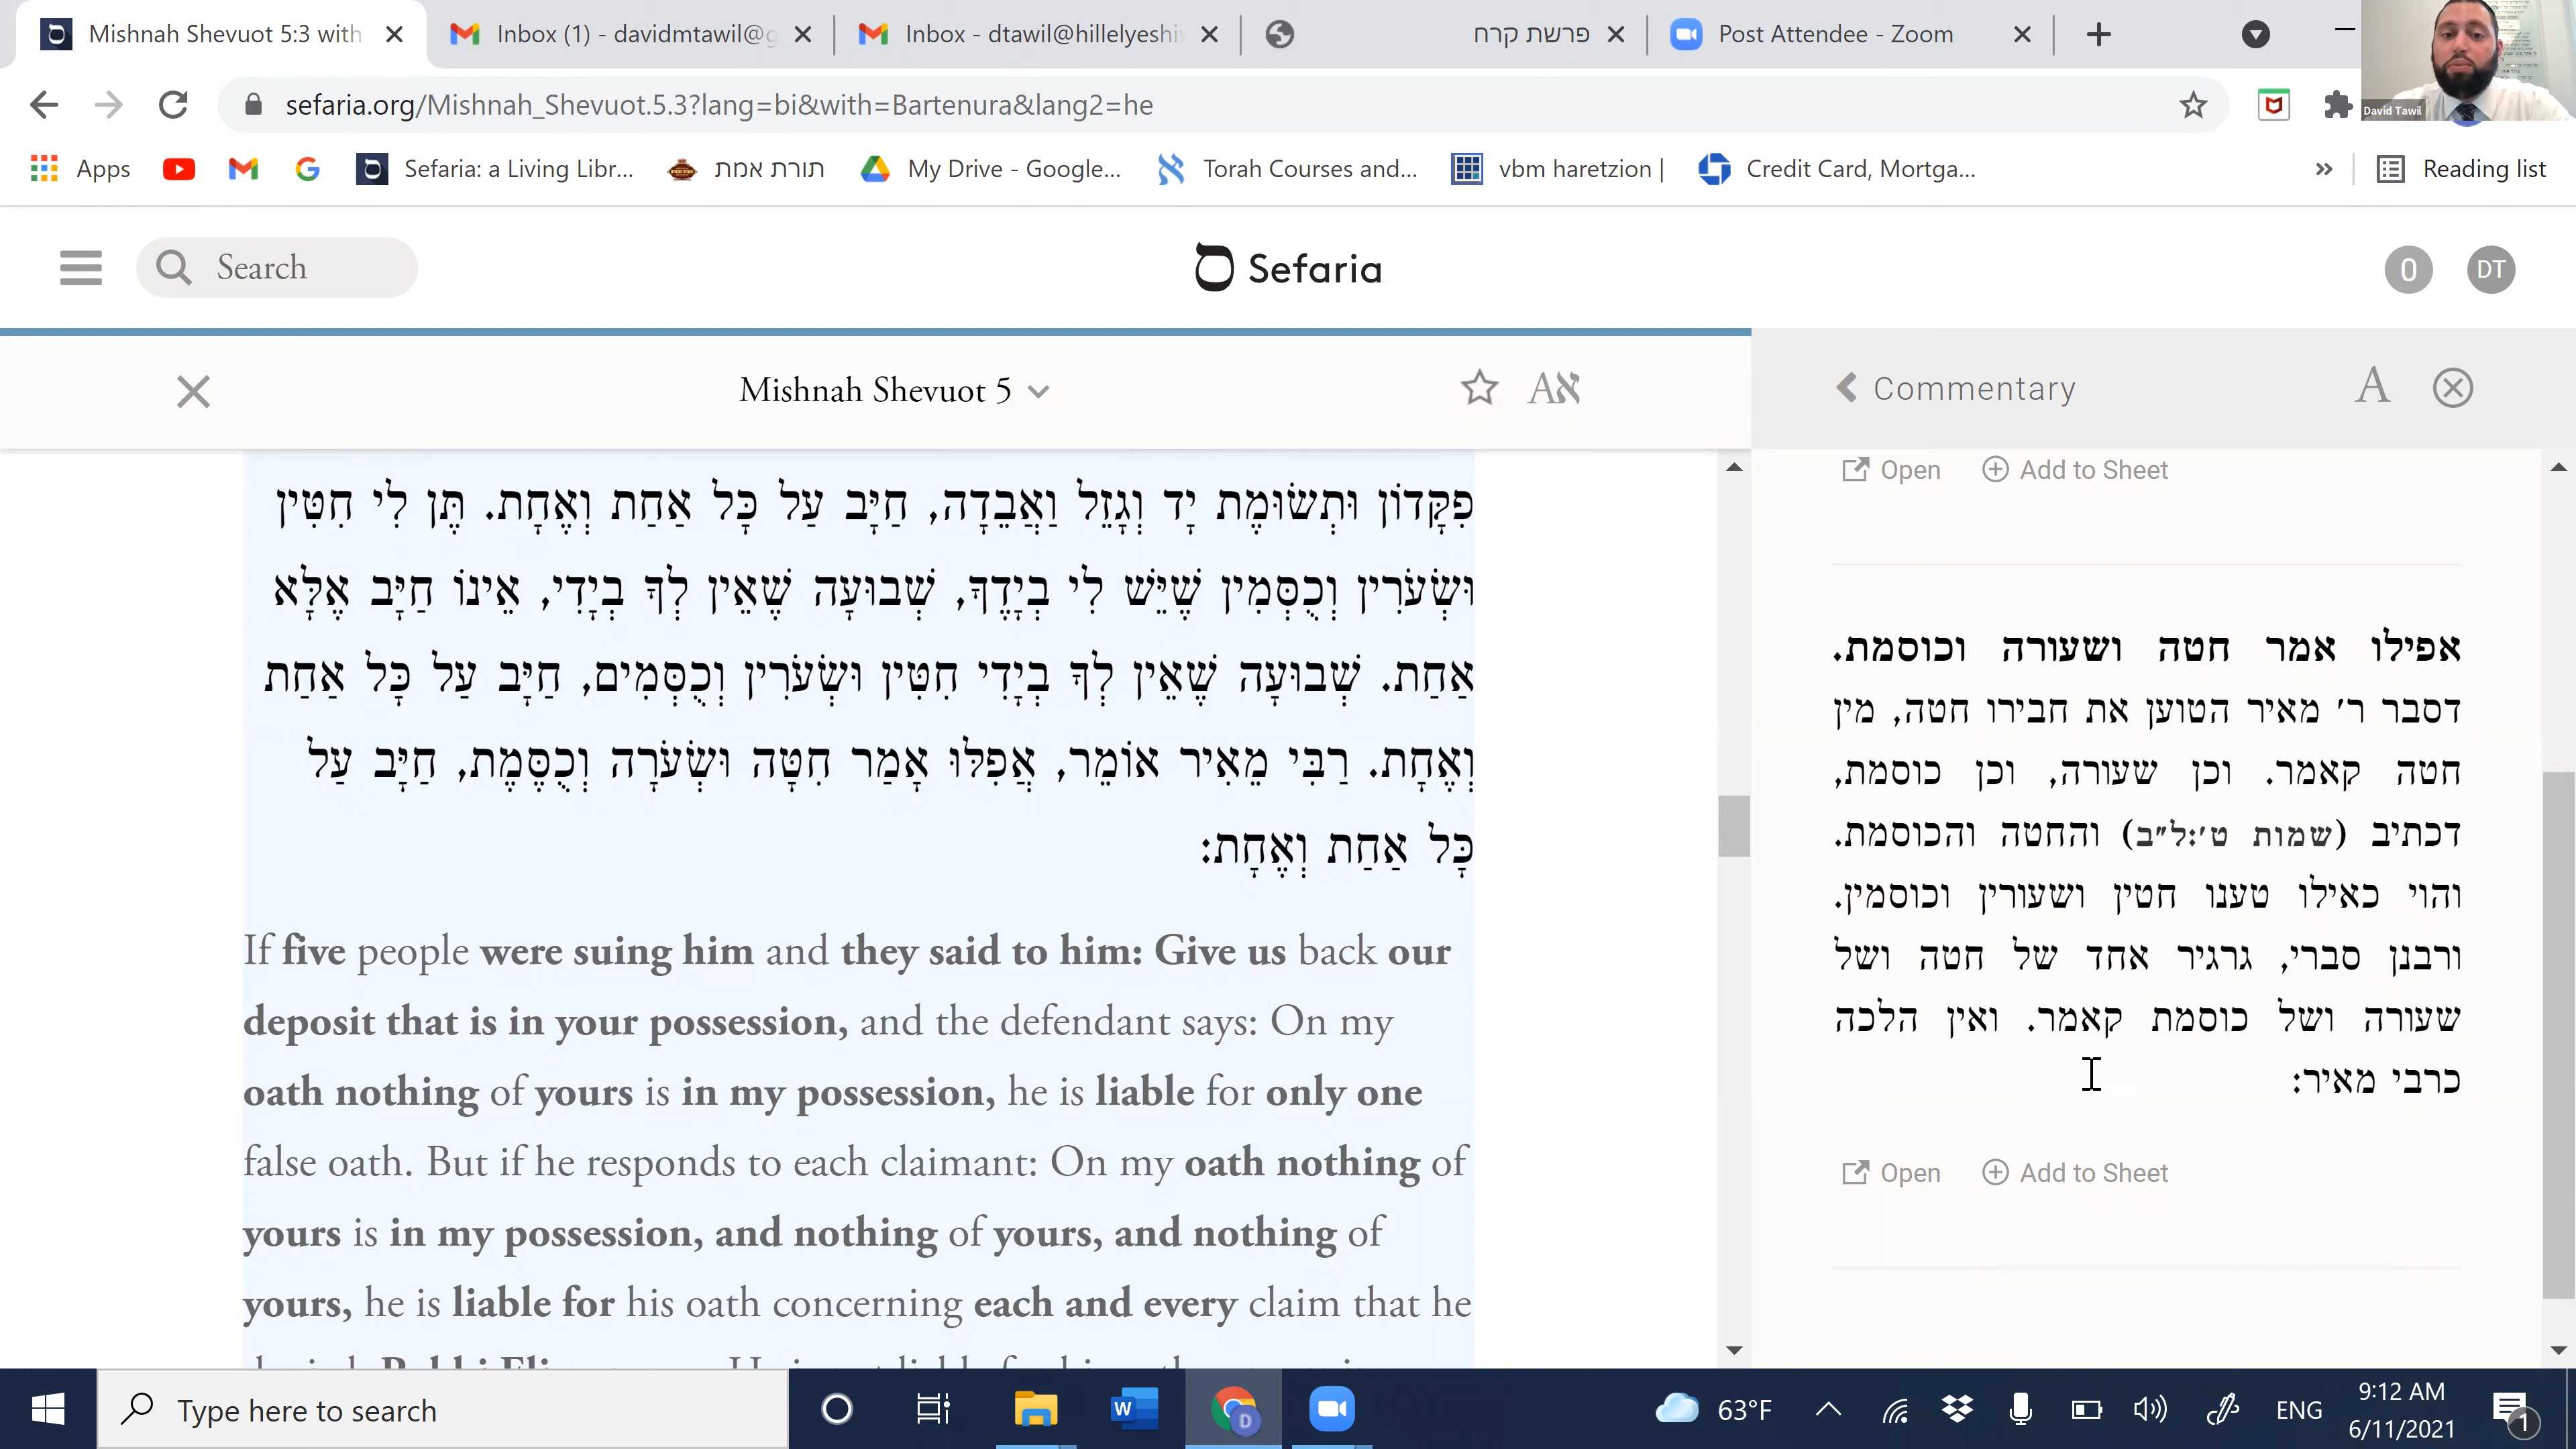 Mishnah Shevuot 5:3 with
Inbox (1) - davidmtawil@g
Inbox - dtawil@hillelyeshi
פרשת קרח
Post Attendee - Zoom
sefaria.org/Mishnah_Shevuot.5.3?lang=bi&with=Bartenura&lang2=he
David Tawil
Apps
Sefaria: a Living Libr...
תורת אמת
My Drive - Google...
Torah Courses and...
vbm haretzion |
Credit Card, Mortga...
»
Reading list
Search
Sefaria
0
DT
Mishnah Shevuot 5
Aא
פִּקָּדוֹן וּתְשׂוּמֶת יָד וְגָזֵל וַאֲבֵדָה, חַיָּב עַל כָּל אַחַת וְאֶחָת. תֶּן לִי חִטִּין
וּשְׂעֹרִין וְכֻסְּמִין שֶׁיֵּשׁ לִי בְיָדֶךָ, שְׁבוּעָה שֶׁאֵין לְךָ בְיָדִי, אֵינוֹ חַיָּב אֶלָּא
אַחַת. שְׁבוּעָה שֶׁאֵין לְךָ בְיָדִי חִטִּין וּשְׂעֹרִין וְכֻסְּמִים, חַיָּב עַל כָּל אַחַת
וְאֶחָת. רַבִּי מֵאִיר אוֹמֵר, אֲפִלּוּ אָמַר חִטָּה וּשְׂעֹרָה וְכֻסֶּמֶת, חַיָּב עַל
כָּל אַחַת וְאֶחָת:
If five people were suing him and they said to him: Give us back our
deposit that is in your possession, and the defendant says: On my
oath nothing of yours is in my possession, he is liable for only one
false oath. But if he responds to each claimant: On my oath nothing of
yours is in my possession, and nothing of yours, and nothing of
yours, he is liable for his oath concerning each and every claim that he
Commentary
A
Open
Add to Sheet
אפילו אמר חטה ושעורה וכוסמת.
דסבר ר׳ מאיר הטוען את חבירו חטה, מין
חטה קאמר. וכן שעורה, וכן כוסמת,
דכתיב (שמות ט׳:ל״ב) והחטה והכוסמת.
והוי כאילו טענו חטין ושעורין וכוסמין.
ורבנן סברי, גרגיר אחד של חטה ושל
שעורה ושל כוסמת קאמר. ואין הלכה
כרבי מאיר:
Open
Add to Sheet
Type here to search
W
D
63°F
ENG
9:12 AM
6/11/2021
1